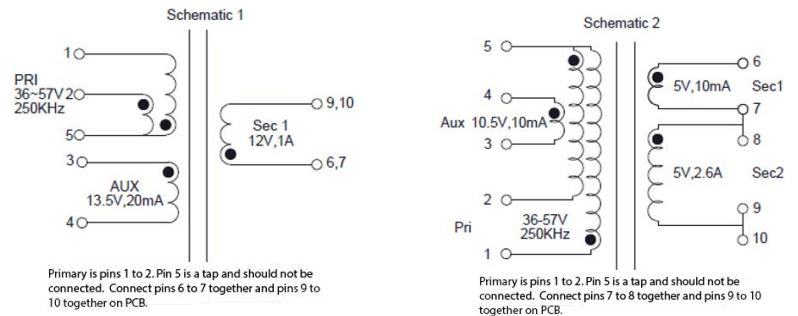 Schematic 1
1
PRI
36~57V
250KHz
2
5
3
AUX
13.5V,20mA
4
9,10
Sec 1
12V,1A
6,7
Primary is pins 1 to 2. Pin 5 is a tap and should not be
connected. Connect pins 6 to 7 together and pins 9 to
10 together on PCB.
Schematic 2
5
4
Aux 10.5V,10mA
3
2
Pri
36-57V
250KHz
1
6
5V,10mA Sec1
7
8
5V,2.6A Sec2
9
10
Primary is pins 1 to 2. Pin 5 is a tap and should not be
connected. Connect pins 7 to 8 together and pins 9 to 10
together on PCB.